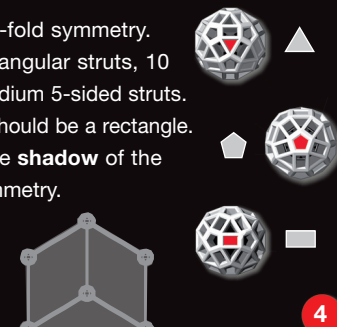 -fold symmetry.
angular struts, 10
dium 5-sided struts.
hould be a rectangle.
e shadow of the
metry.
4